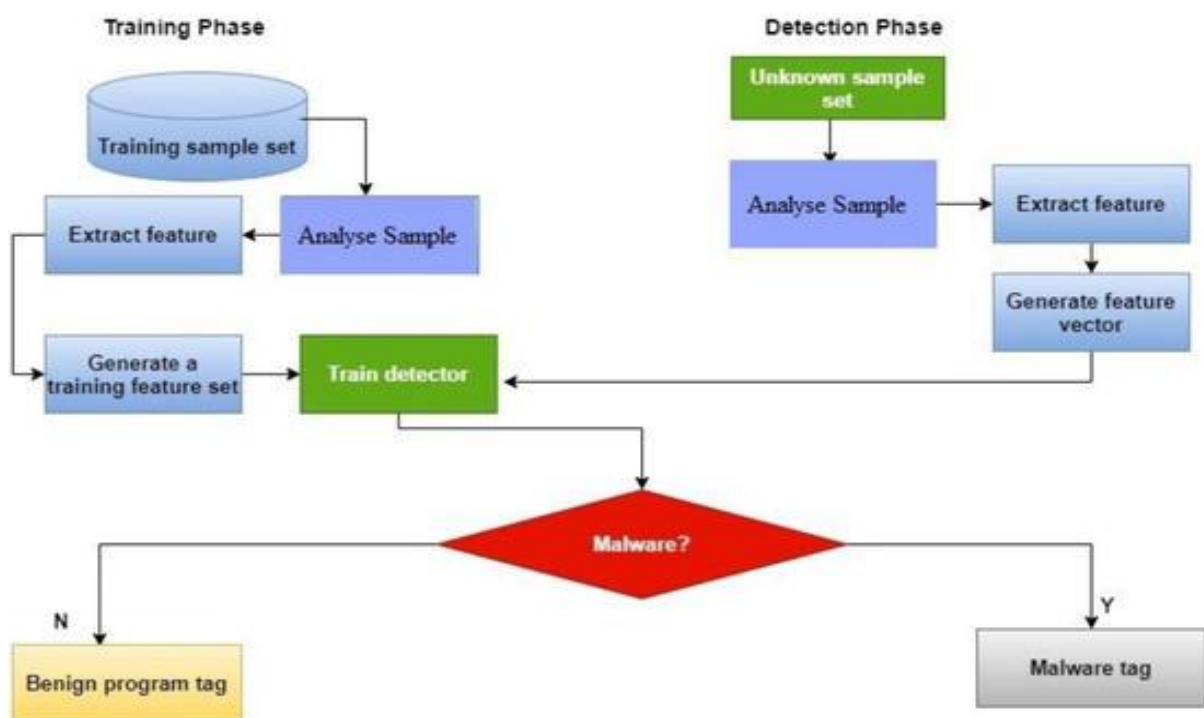 Training Phase
Training sample set
Extract feature
Analyse Sample
Generate a
training feature set
Train detector
Detection Phase
Unknown sample
set
Analyse Sample
Extract feature
Generate feature
vector
Malware?
N
Y
Benign program tag
Malware tag